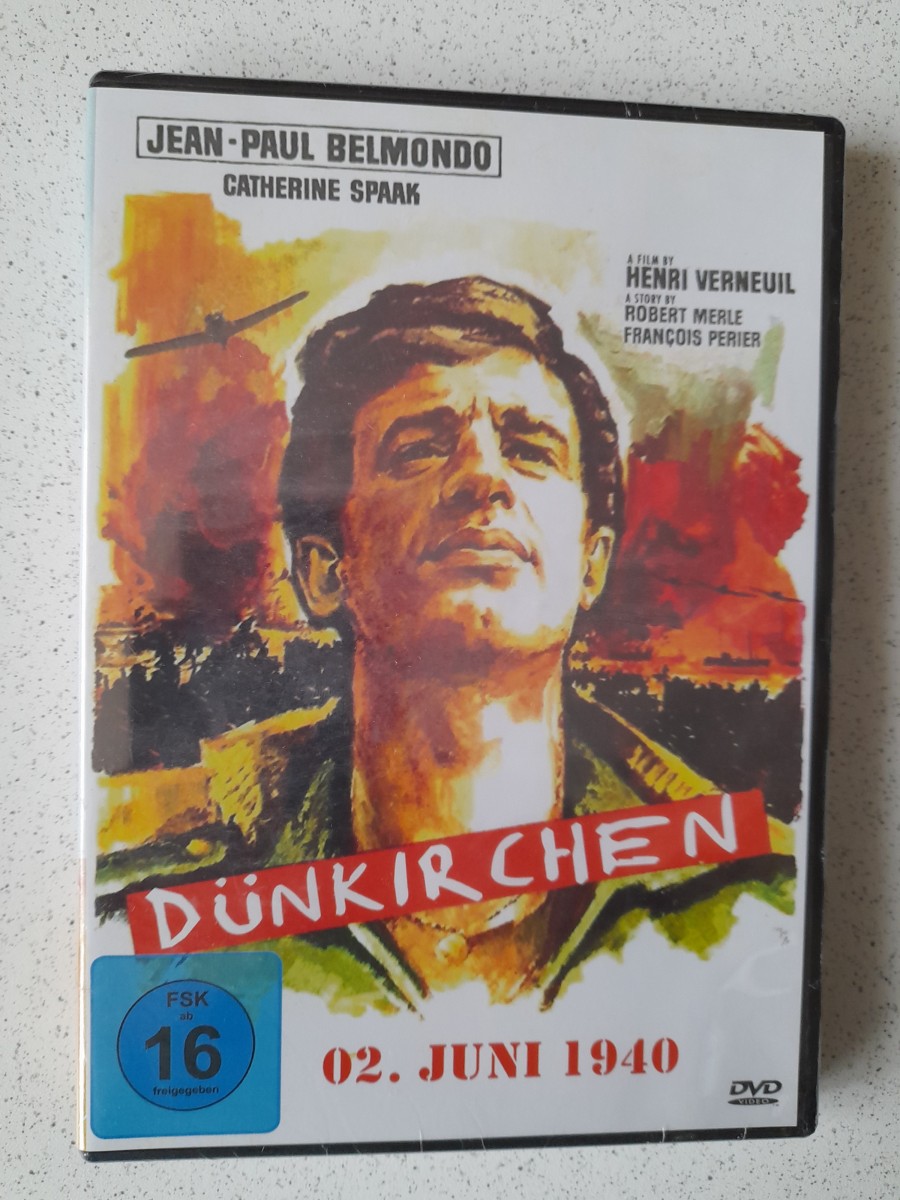 JEAN-PAUL BELMONDO
CATHERINE SPAAK
A FILM BY
HENRI VERNEUIL
A STORY BY
ROBERT MERLE
FRANÇOIS PERIER
DÜNKIRCHEN
FSK
ab
16
freigegeben
02. JUNI 1940
DVD
VIDEO